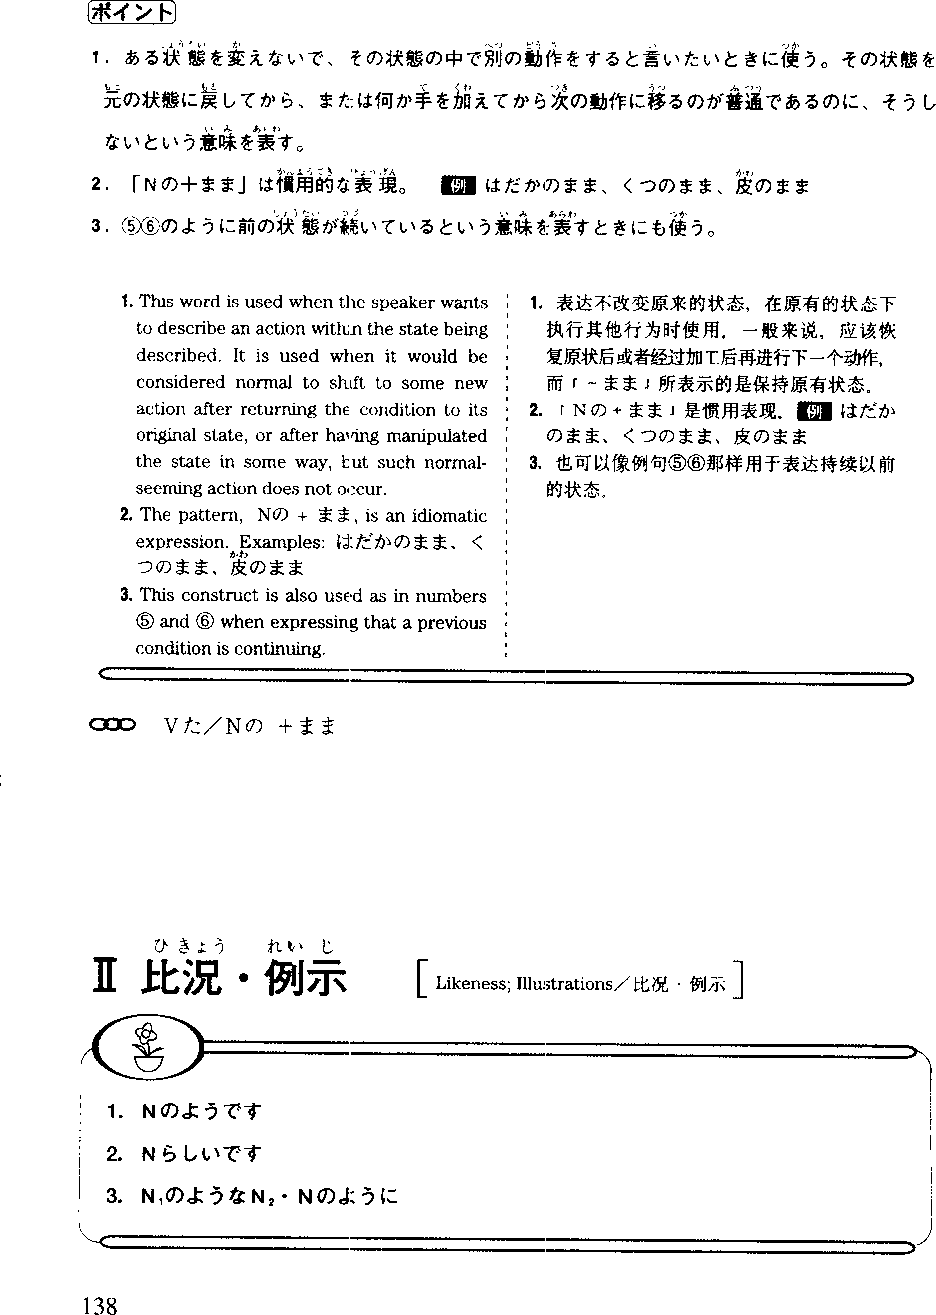 ポイント
1. ある状態を変えないで、その状態の中で別の動作をすると言いたいときに使う。その状態を
元の状態に戻してから、または何か手を加えてから次の動作に移るのが普通であるのに、そうし
ないという意味を表す。
2. 「Nの＋まま」は慣用的な表現。 例 はだかのまま、くつのまま、皮のまま
3. ⑤⑥のように前の状態が続いているという意味を表すときにも使う。
1. This word is used when the speaker wants
to describe an action within the state being
described. It is used when it would be
considered normal to shift to some new
action after returning the condition to its
original state, or after having manipulated
the state in some way, but such normal-
seeming action does not occur.
2. The pattern, Nの + まま, is an idiomatic
expression. Examples: はだかのまま、く
つのまま、皮のまま
3. This construct is also used as in numbers
⑤ and ⑥ when expressing that a previous
condition is continuing.
1. 表达不改变原来的状态，在原有的状态下
执行其他行为时使用。一般来说，应该恢
复原状后或者经过加工后再进行下一个动作，
而「~まま」所表示的是保持原有状态。
2. 「Nの+まま」是惯用表现。例 はだか
のまま、くつのまま、皮のまま
3. 也可以像例句⑤⑥那样用于表达持续以前
的状态。
Vた／Nの ＋まま
ひきょう れいじ
Ⅱ 比況・例示 [Likeness; Illustrations／比况・例示]
1. Nのようです
2. Nらしいです
3. N₁のようなN₂・Nのように
138